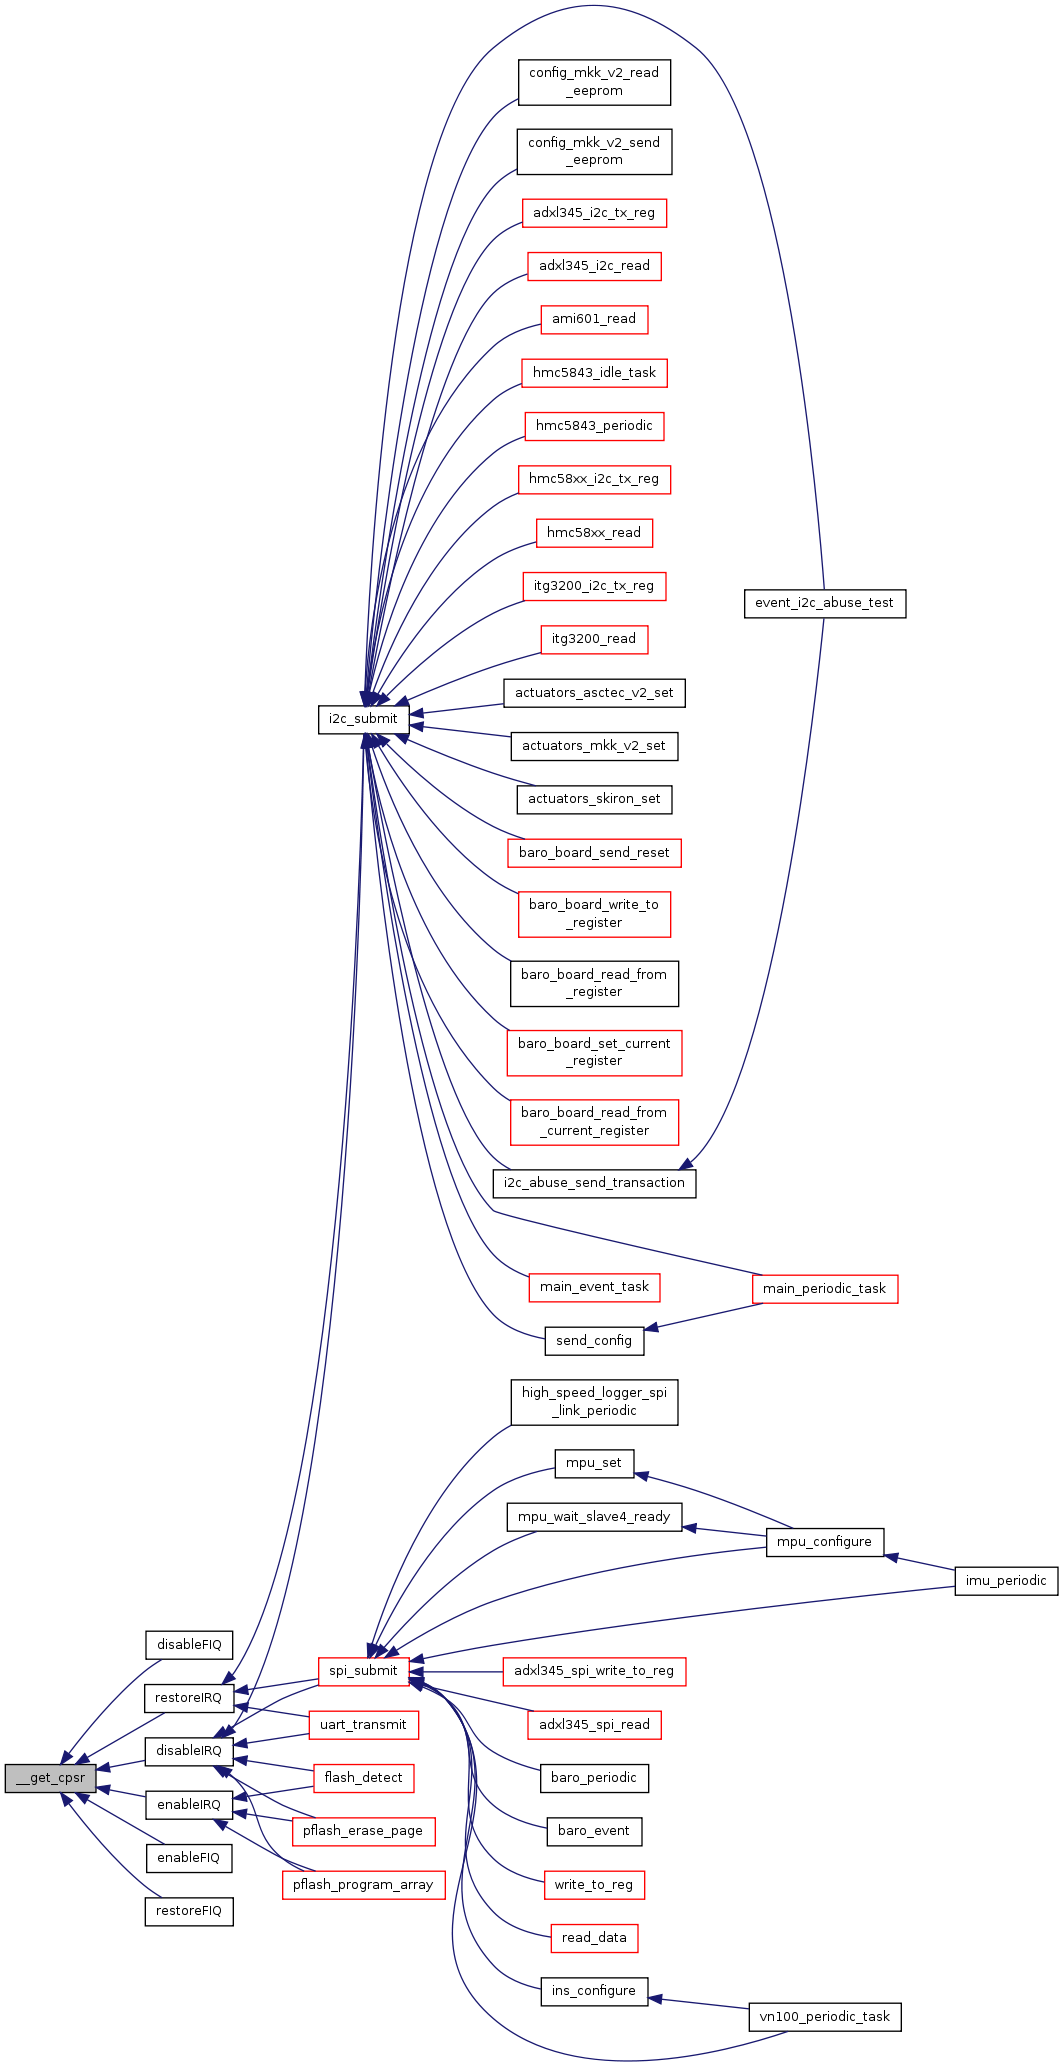 config_mkk_v2_read
_eeprom
config_mkk_v2_send
_eeprom
adxl345_i2c_tx_reg
adxl345_i2c_read
ami601_read
hmc5843_idle_task
hmc5843_periodic
hmc58xx_i2c_tx_reg
hmc58xx_read
itg3200_i2c_tx_reg
event_i2c_abuse_test
itg3200_read
actuators_asctec_v2_set
i2c_submit
actuators_mkk_v2_set
actuators_skiron_set
baro_board_send_reset
baro_board_write_to
_register
baro_board_read_from
_register
baro_board_set_current
_register
baro_board_read_from
_current_register
i2c_abuse_send_transaction
main_event_task
main_periodic_task
send_config
high_speed_logger_spi
_link_periodic
mpu_set
mpu_wait_slave4_ready
mpu_configure
imu_periodic
disableFIQ
spi_submit
adxl345_spi_write_to_reg
restoreIRQ
uart_transmit
adxl345_spi_read
disableIRQ
__get_cpsr
flash_detect
baro_periodic
enableIRQ
pflash_erase_page
baro_event
enableFIQ
pflash_program_array
write_to_reg
restoreFIQ
read_data
ins_configure
vn100_periodic_task